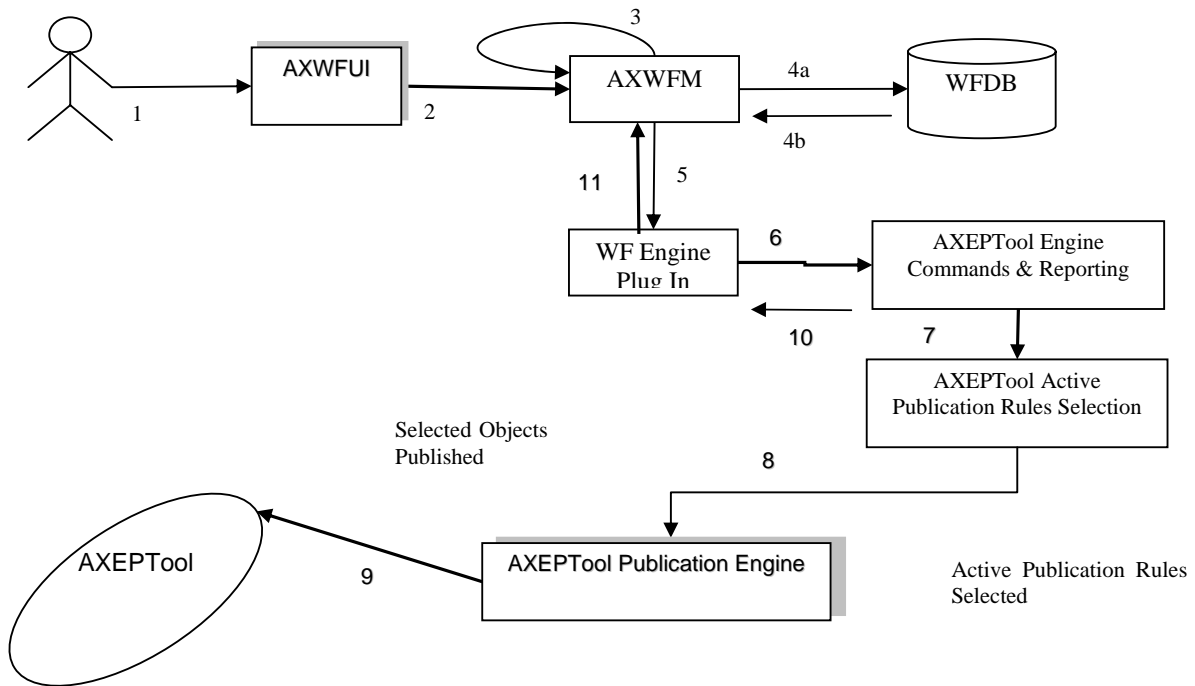 3
AXWFUI
AXWFM
4a
WFDB
1
2
4b
11
5
WF Engine
Plug In
6
AXEPTool Engine
Commands & Reporting
10
7
AXEPTool Active
Publication Rules Selection
Selected Objects
Published
8
AXEPTool
9
AXEPTool Publication Engine
Active Publication Rules
Selected